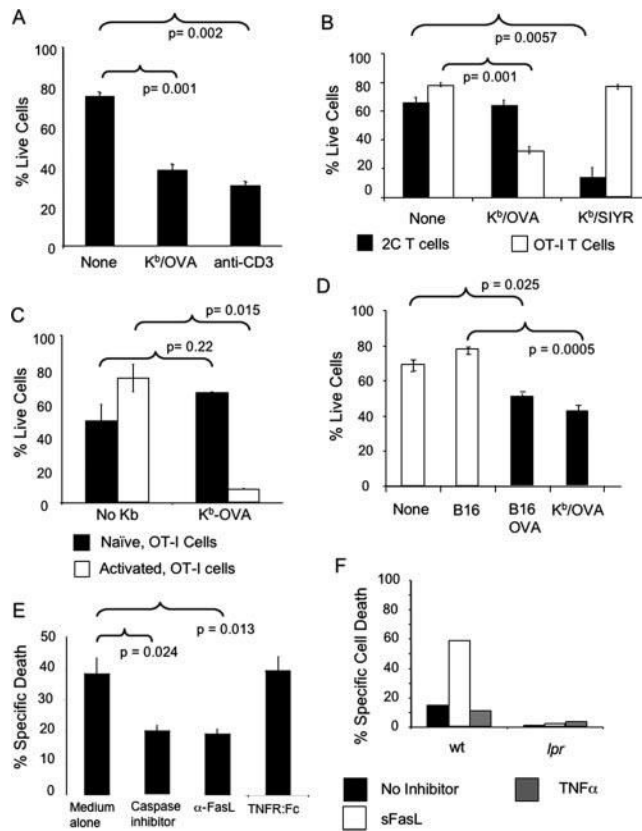 A
p= 0.002
p= 0.001
% Live Cells
100
80
60
40
20
0
None K^b/OVA anti-CD3
B
p= 0.0057
p= 0.001
% Live Cells
100
80
60
40
20
0
None K^b/OVA K^b/SIYR
2C T cells OT-I T Cells
C
p= 0.015
p= 0.22
% Live Cells
100
80
60
40
20
0
No Kb K^b-OVA
Naïve, OT-I Cells
Activated, OT-I cells
D
p = 0.025
p = 0.0005
% Live Cells
100
80
60
40
20
0
None B16 B16 OVA K^b/OVA
E
p = 0.013
p = 0.024
% Specific Death
50
40
30
20
10
0
Medium alone Caspase inhibitor α-FasL TNFR:Fc
F
% Specific Cell Death
100
80
60
40
20
0
wt lpr
No Inhibitor TNFα
sFasL